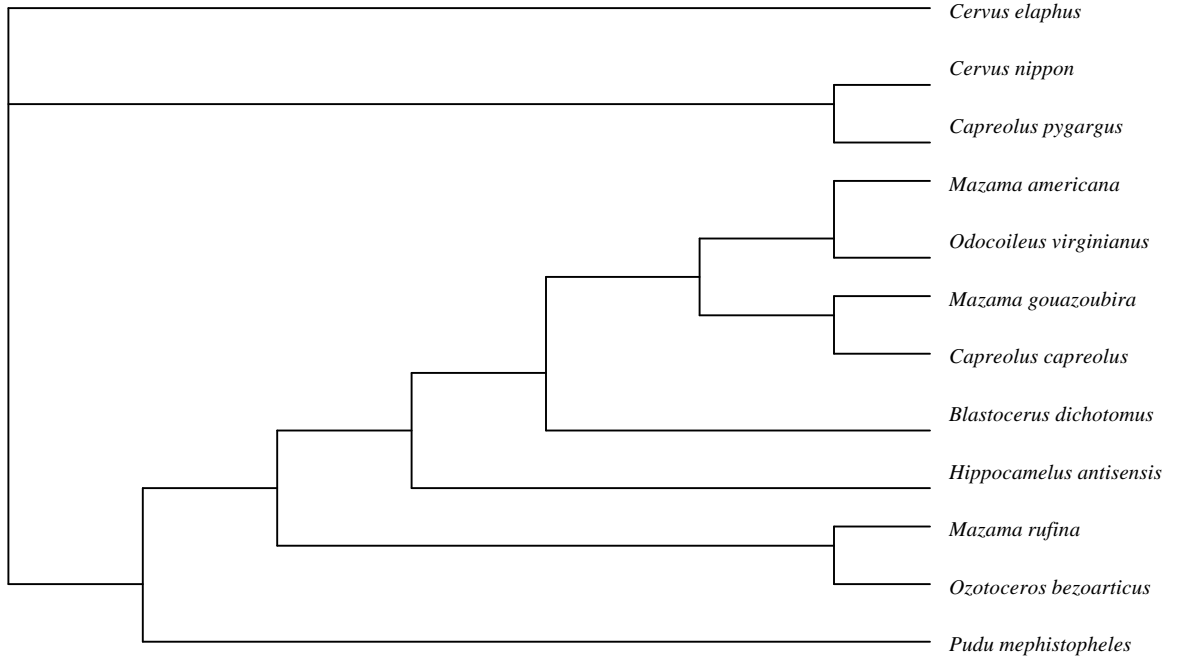 Cervus elaphus
Cervus nippon
Capreolus pygargus
Mazama americana
Odocoileus virginianus
Mazama gouazoubira
Capreolus capreolus
Blastocerus dichotomus
Hippocamelus antisensis
Mazama rufina
Ozotoceros bezoarticus
Pudu mephistopheles